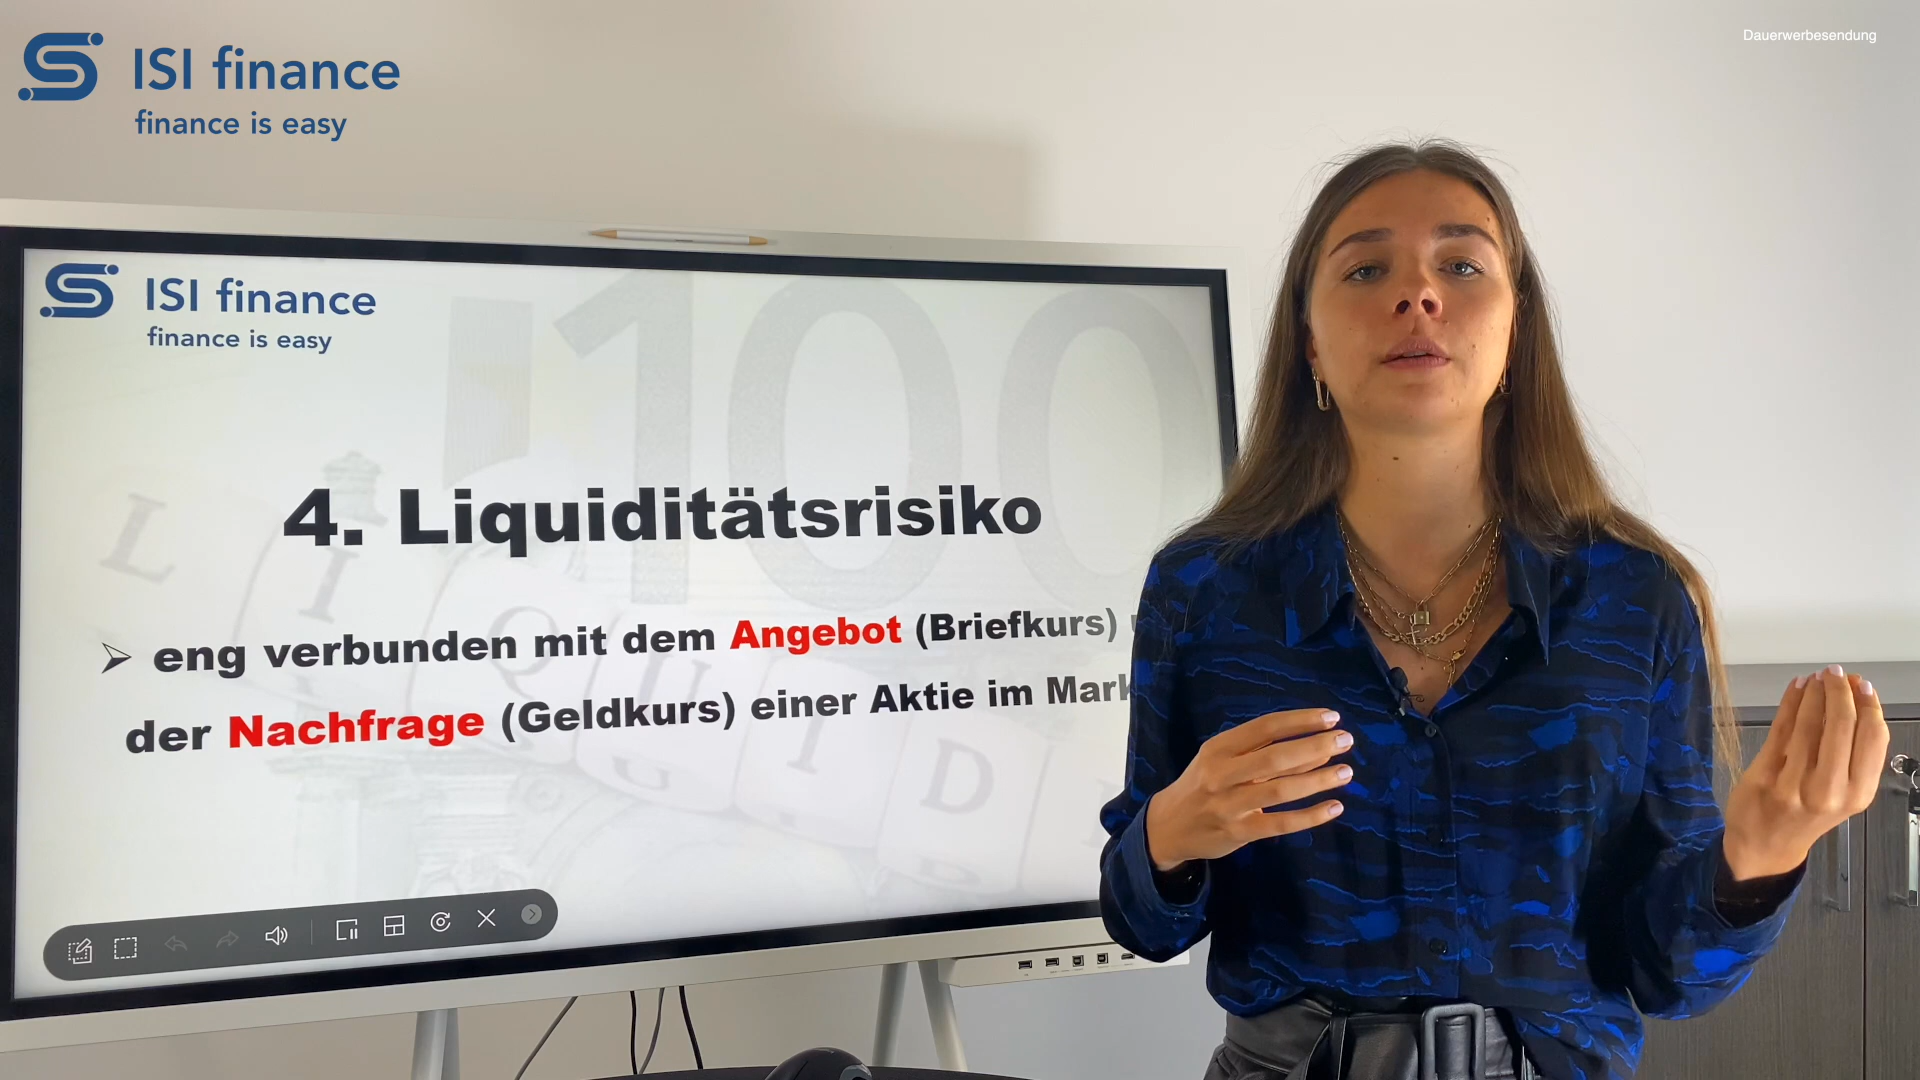 Dauerwerbesendung
ISI finance
finance is easy
ISI finance
finance is easy
100
4. Liquiditätsrisiko
➢ eng verbunden mit dem Angebot (Briefkurs)
der Nachfrage (Geldkurs) einer Aktie im
L I Q U I D